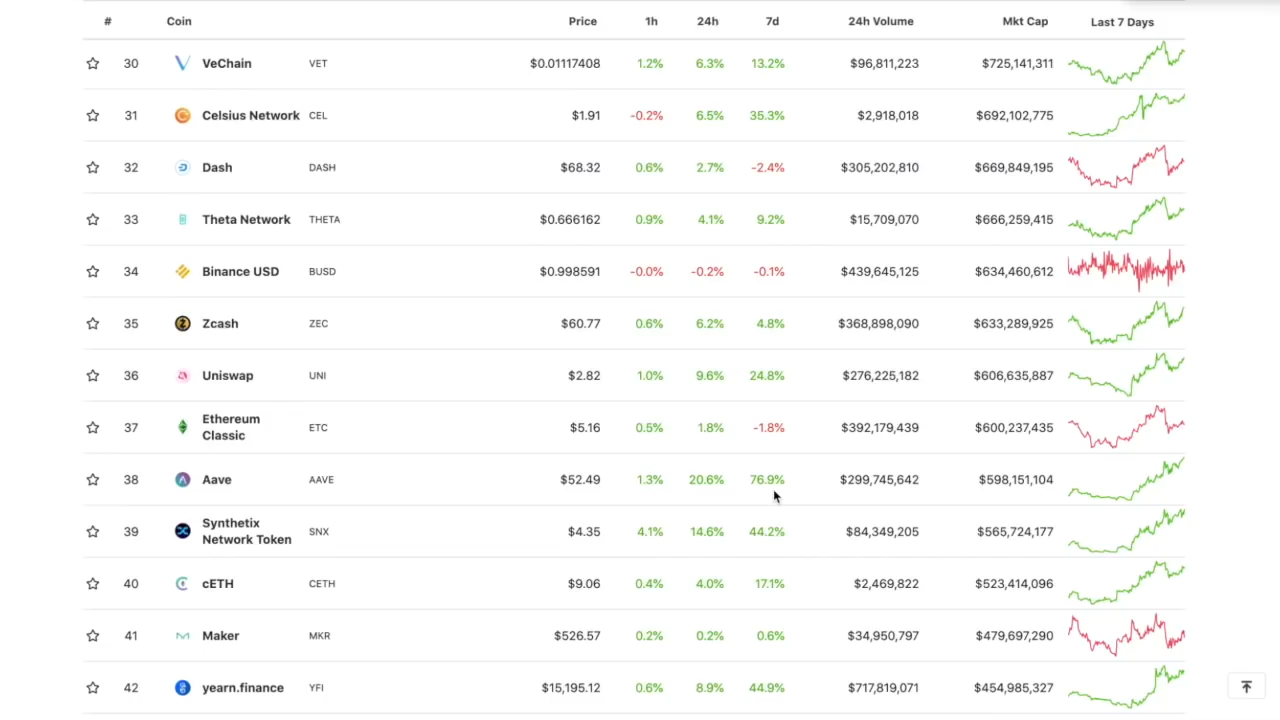 # Coin Price 1h 24h 7d 24h Volume Mkt Cap Last 7 Days
30 VeChain VET $0.01117408 1.2% 6.3% 13.2% $96,811,223 $725,141,311
31 Celsius Network CEL $1.91 -0.2% 6.5% 35.3% $2,918,018 $692,102,775
32 Dash DASH $68.32 0.6% 2.7% -2.4% $305,202,810 $669,849,195
33 Theta Network THETA $0.666162 0.9% 4.1% 9.2% $15,709,070 $666,259,415
34 Binance USD BUSD $0.998591 -0.0% -0.2% -0.1% $439,645,125 $634,460,612
35 Zcash ZEC $60.77 0.6% 6.2% 4.8% $368,898,090 $633,289,925
36 Uniswap UNI $2.82 1.0% 9.6% 24.8% $276,225,182 $606,635,887
37 Ethereum
Classic ETC $5.16 0.5% 1.8% -1.8% $392,179,439 $600,237,435
38 Aave AAVE $52.49 1.3% 20.6% 76.9% $299,745,642 $598,151,104
39 Synthetix
Network Token SNX $4.35 4.1% 14.6% 44.2% $84,349,205 $565,724,177
40 cETH CETH $9.06 0.4% 4.0% 17.1% $2,469,822 $523,414,096
41 Maker MKR $526.57 0.2% 0.2% 0.6% $34,950,797 $479,697,290
42 yearn.finance YFI $15,195.12 0.6% 8.9% 44.9% $717,819,071 $454,985,327